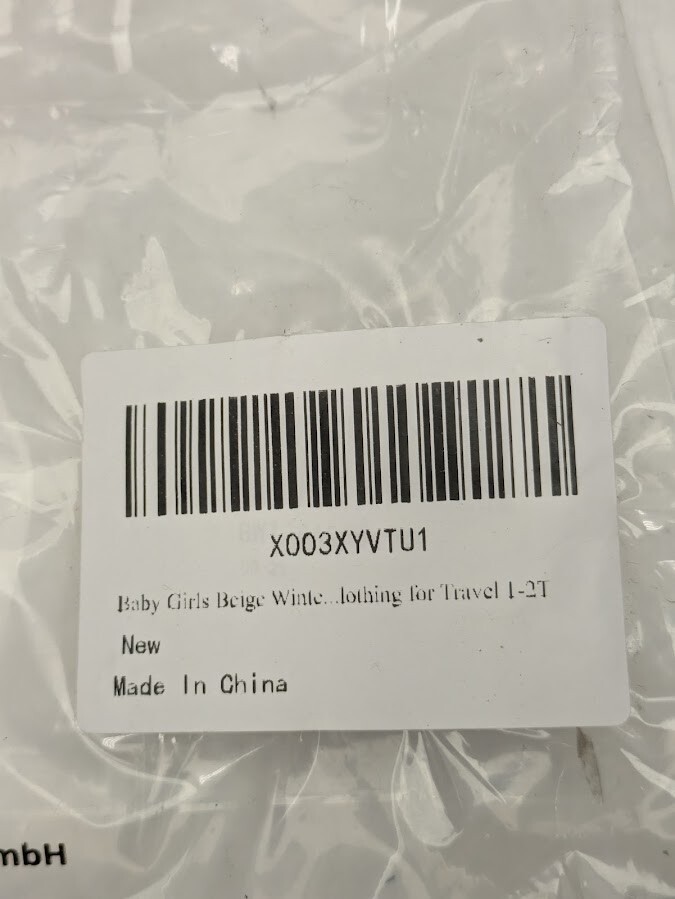 X003XYVTU1
Baby Girls Beige Winte...lothing for Travel 1-2T
New
Made In China
mbH